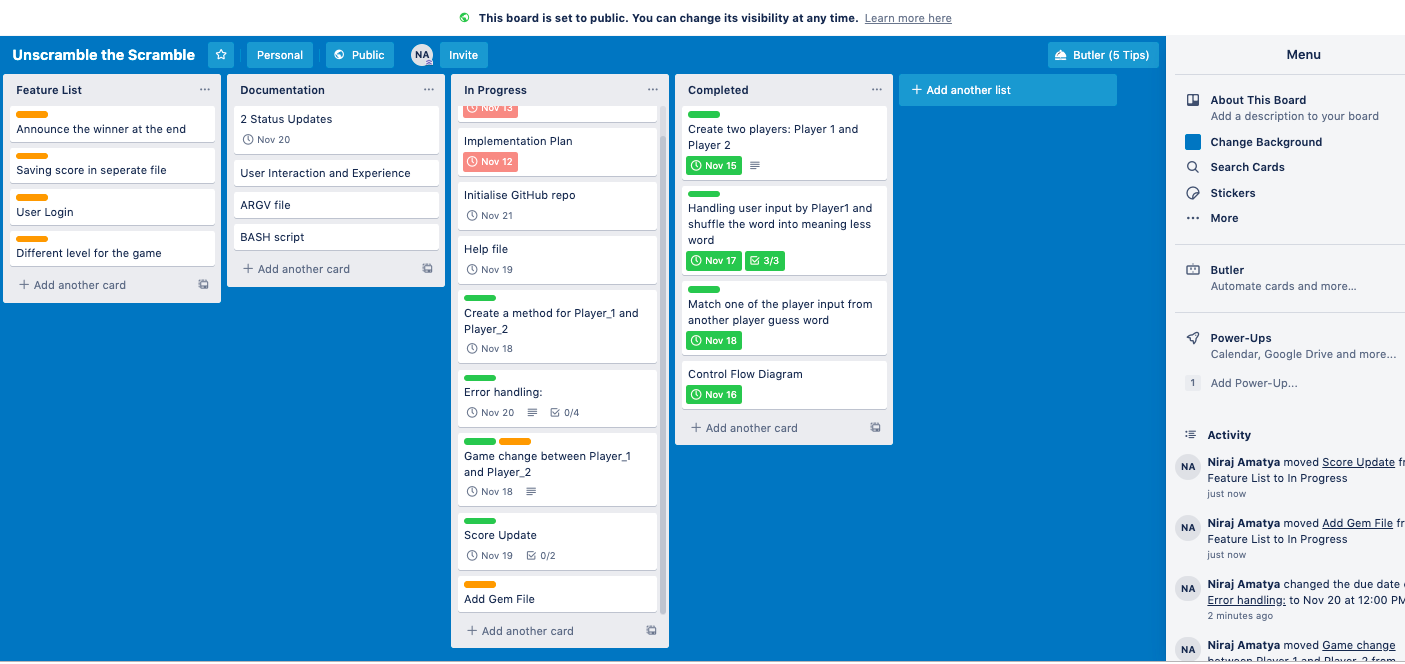 This board is set to public. You can change its visibility at any time. Learn more here
Unscramble the Scramble
Personal
Public
NA
Invite
Butler (5 Tips)
Feature List
Announce the winner at the end
Saving score in seperate file
User Login
Different level for the game
+ Add another card
Documentation
2 Status Updates
Nov 20
User Interaction and Experience
ARGV file
BASH script
+ Add another card
In Progress
Nov 13
Implementation Plan
Nov 12
Initialise GitHub repo
Nov 21
Help file
Nov 19
Create a method for Player_1 and
Player_2
Nov 18
Error handling:
Nov 20 0/4
Game change between Player_1
and Player_2
Nov 18
Score Update
Nov 19 0/2
Add Gem File
+ Add another card
Completed
Create two players: Player 1 and
Player 2
Nov 15
Handling user input by Player1 and
shuffle the word into meaning less
word
Nov 17 3/3
Match one of the player input from
another player guess word
Nov 18
Control Flow Diagram
Nov 16
+ Add another card
+ Add another list
Menu
About This Board
Add a description to your board
Change Background
Search Cards
Stickers
More
Butler
Automate cards and more...
Power-Ups
Calendar, Google Drive and more...
1 Add Power-Up...
Activity
NA
Niraj Amatya moved Score Update
Feature List to In Progress
just now
NA
Niraj Amatya moved Add Gem File
Feature List to In Progress
just now
NA
Niraj Amatya changed the due date
Error handling: to Nov 20 at 12:00 PM
2 minutes ago
NA
Niraj Amatya moved Game change
between Player_1 and Player_2 from